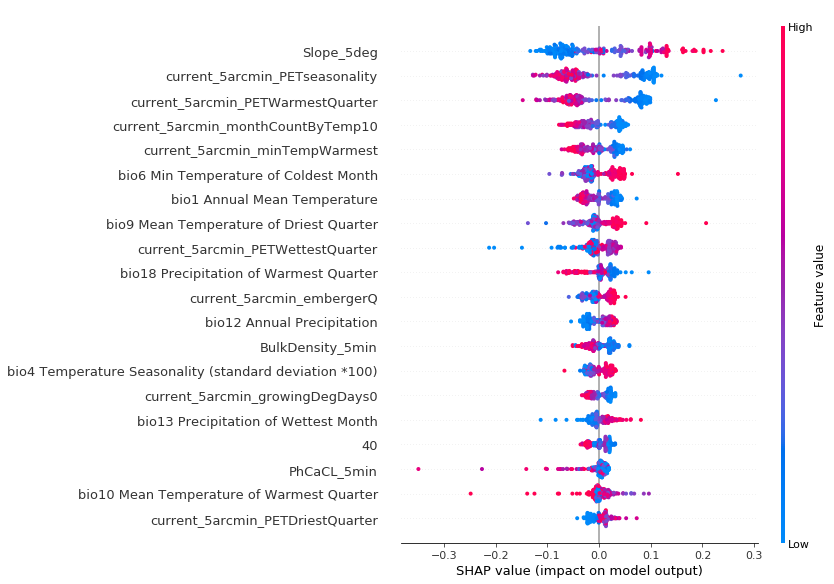 High
Slope_5deg
current_5arcmin_PETseasonality
current_5arcmin_PETWarmestQuarter
current_5arcmin_monthCountByTemp10
current_5arcmin_minTempWarmest
bio6 Min Temperature of Coldest Month
bio1 Annual Mean Temperature
bio9 Mean Temperature of Driest Quarter
current_5arcmin_PETWettestQuarter
bio18 Precipitation of Warmest Quarter
current_5arcmin_embergerQ
bio12 Annual Precipitation
BulkDensity_5min
bio4 Temperature Seasonality (standard deviation *100)
current_5arcmin_growingDegDays0
bio13 Precipitation of Wettest Month
40
PhCaCL_5min
bio10 Mean Temperature of Warmest Quarter
current_5arcmin_PETDriestQuarter
Feature value
Low
−0.3 −0.2 −0.1 0.0 0.1 0.2 0.3
SHAP value (impact on model output)